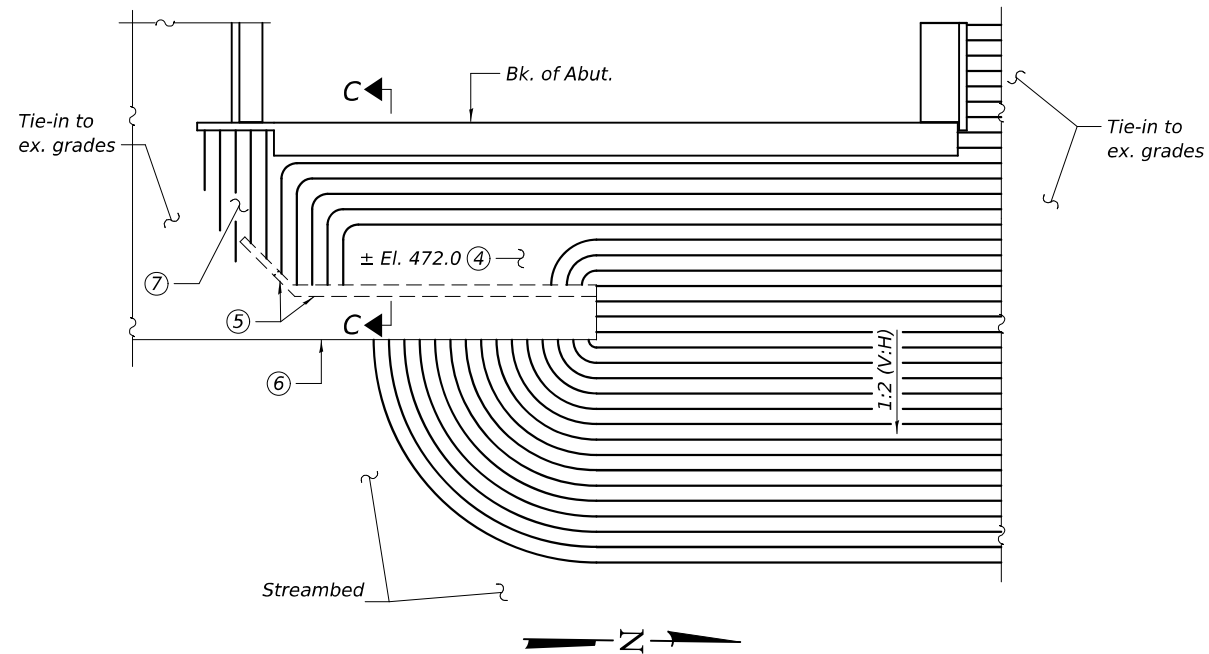 C
Bk. of Abut.
Tie-in to
ex. grades
Tie-in to
ex. grades
± El. 472.0 ④
⑦
⑤
C
⑥
1:2 (V:H)
Streambed
N